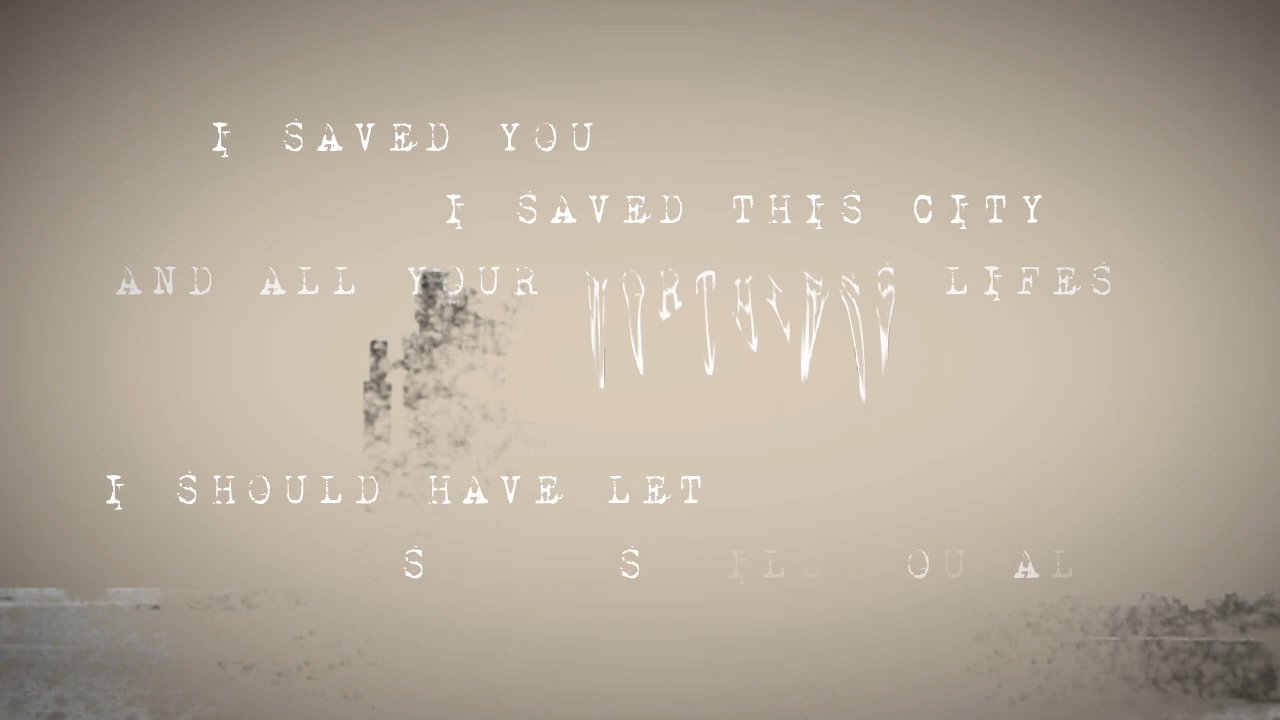 I SAVED YOU
I SAVED THIS CITY
AND ALL YOUR WORTHLESS LIFES
I SHOULD HAVE LET